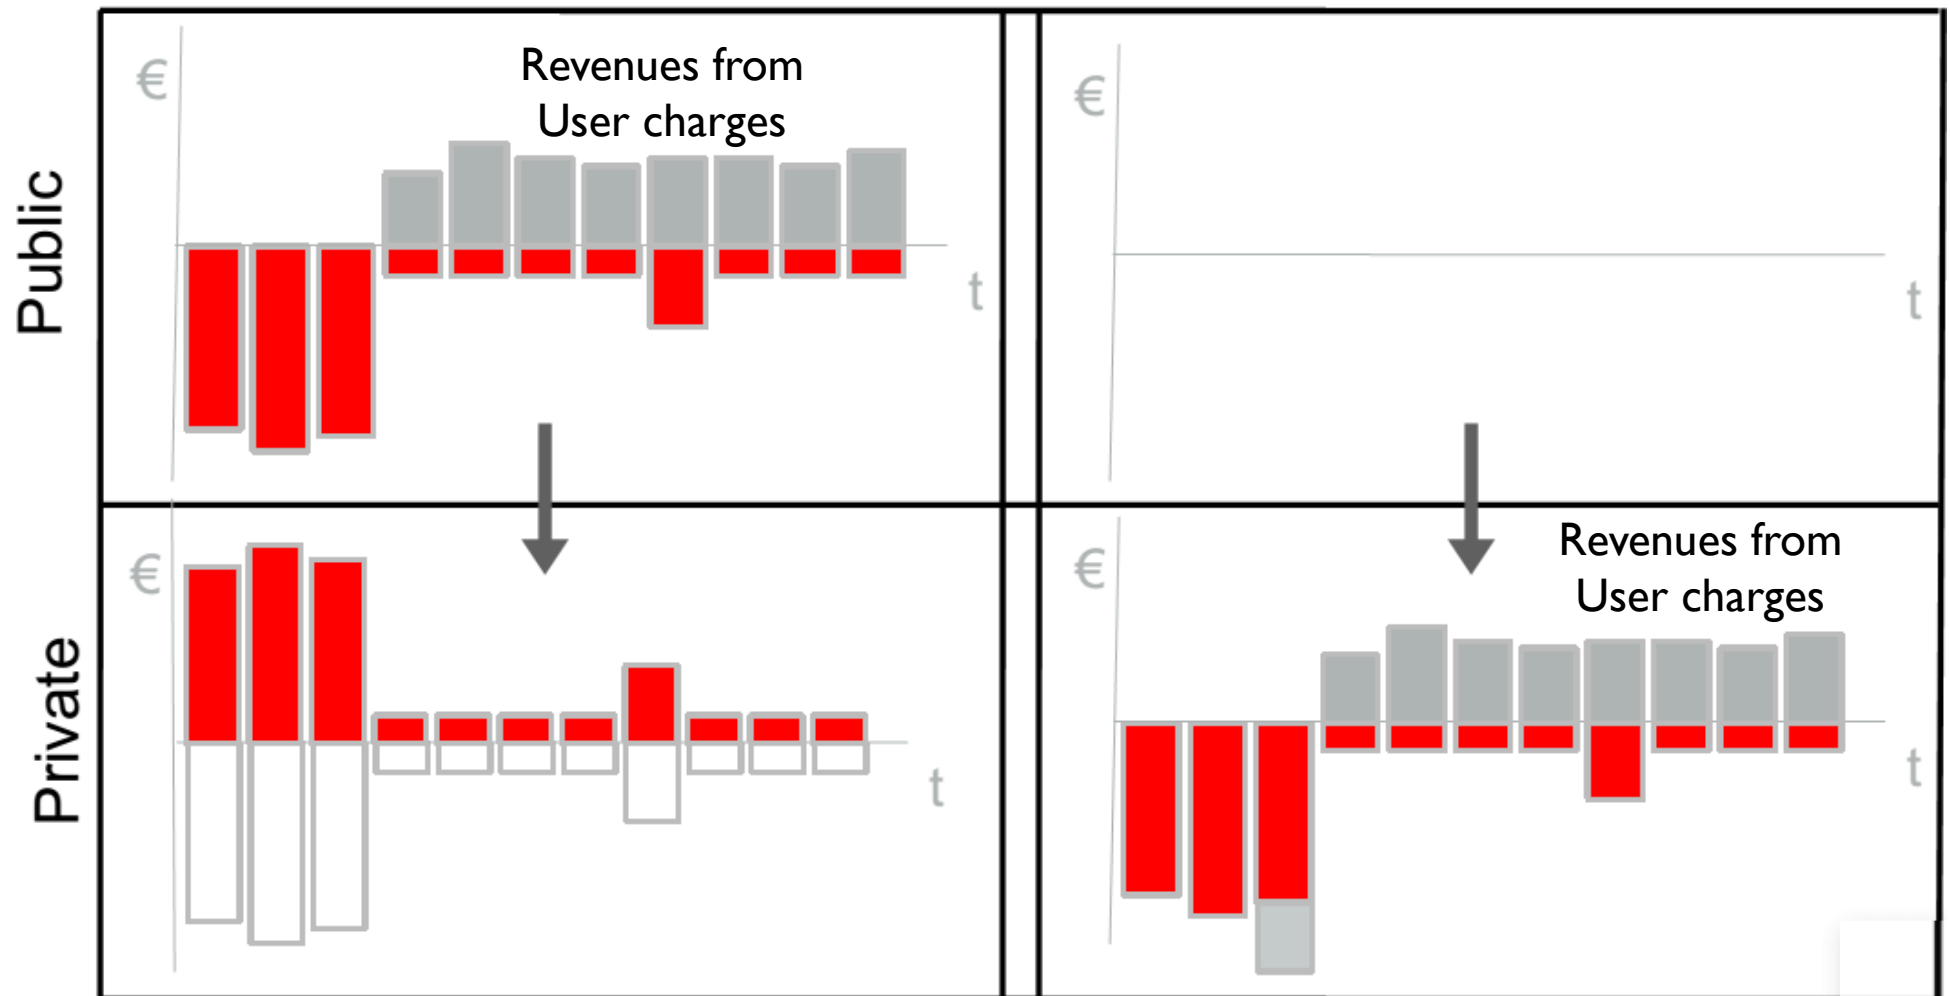 Public
€
Revenues from
User charges
t
€
t
Private
€
t
€
Revenues from
User charges
t